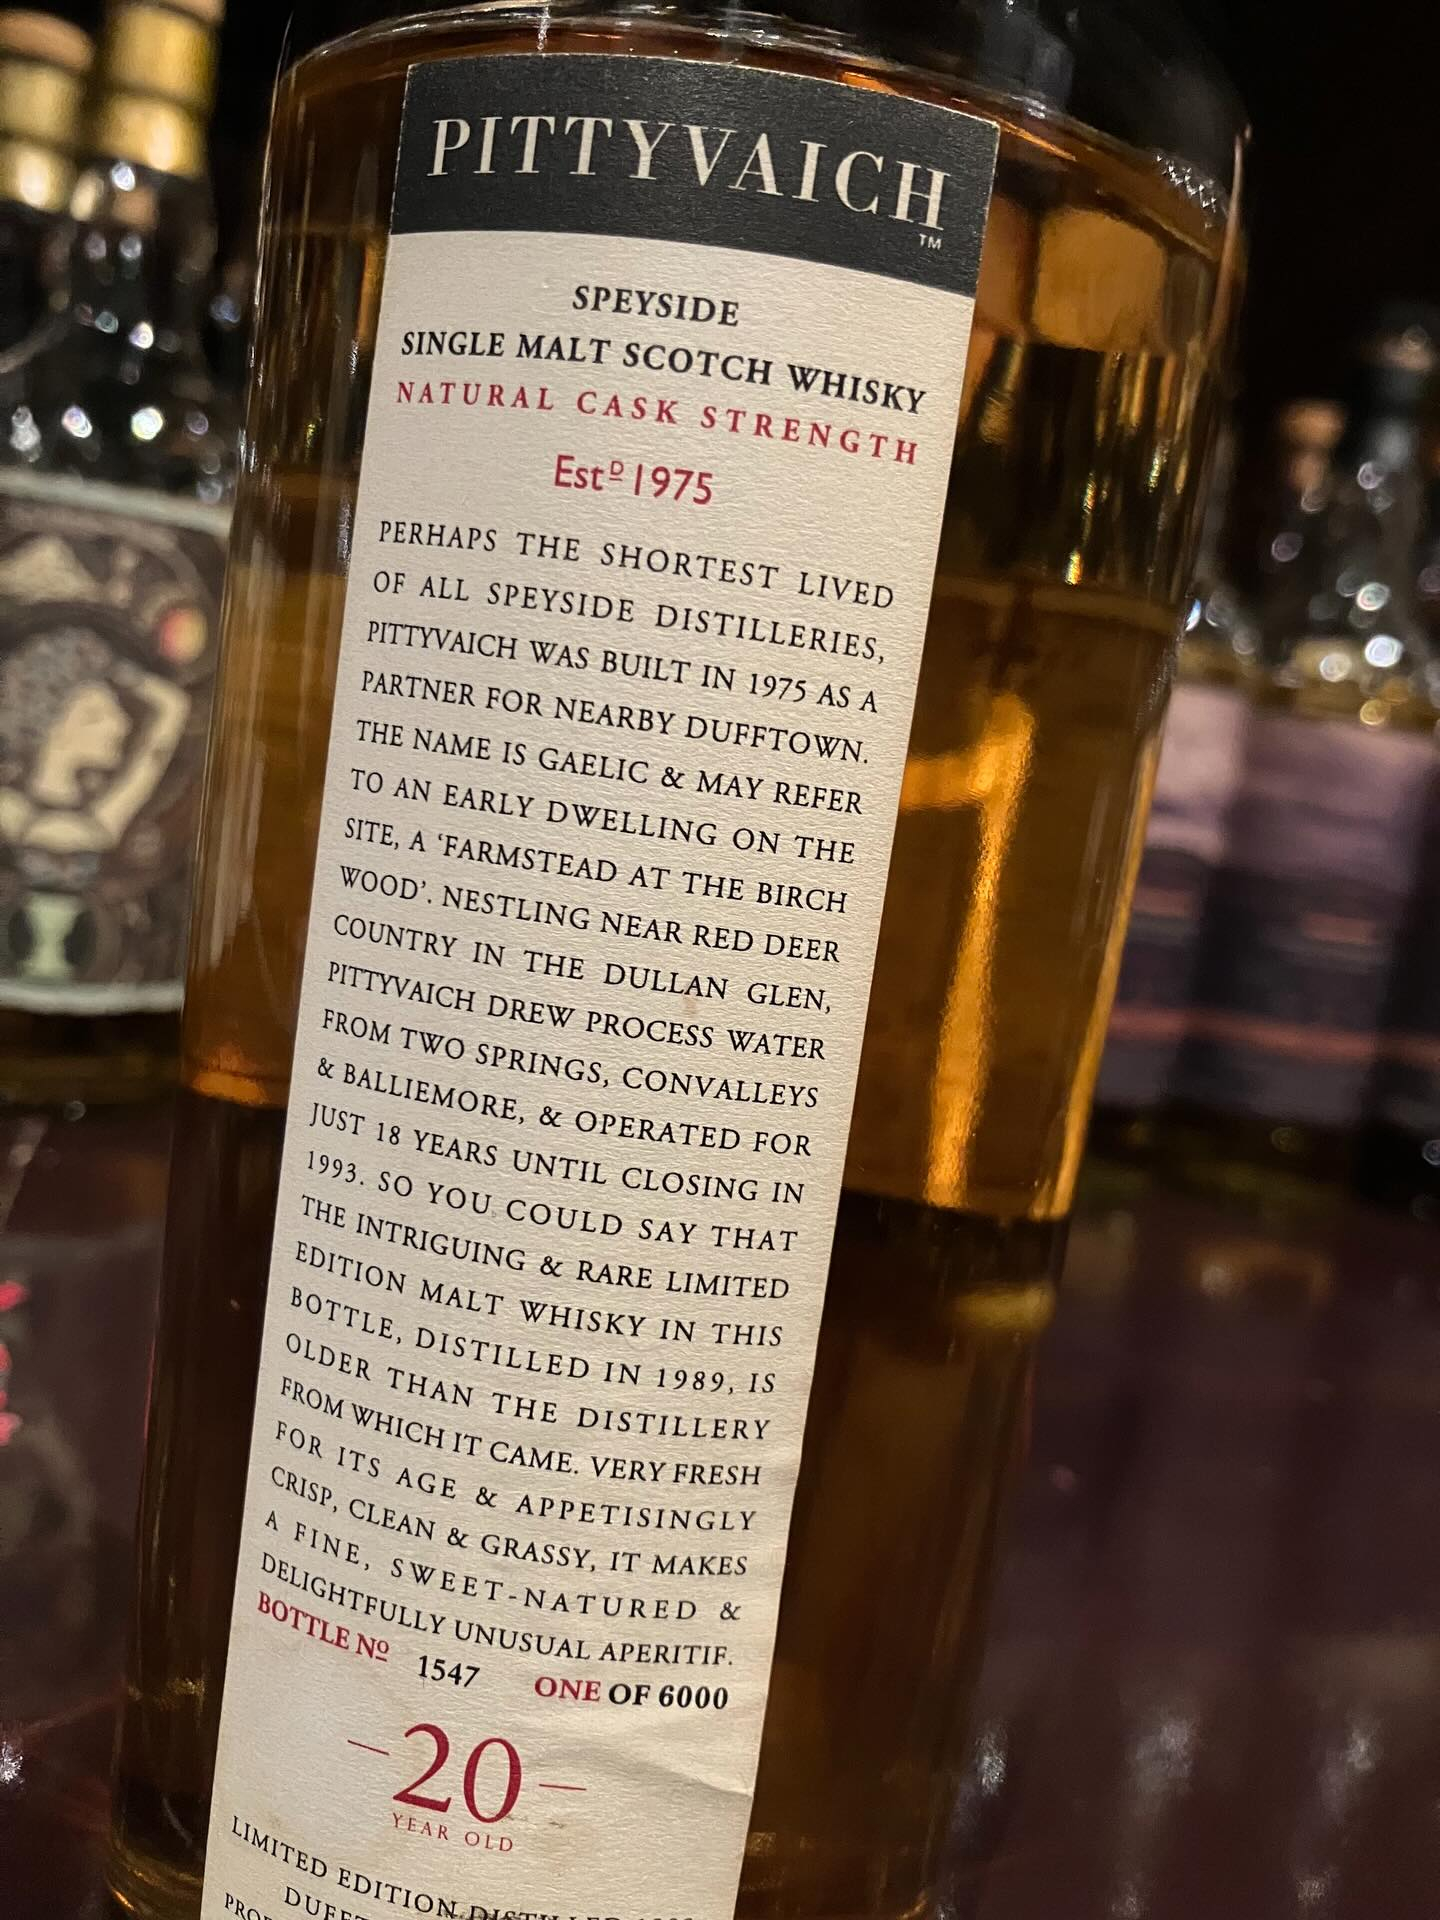 PITTYVAICH
TM
SPEYSIDE
SINGLE MALT SCOTCH WHISKY
NATURAL CASK STRENGTH
Estᴰ 1975
PERHAPS THE SHORTEST LIVED
OF ALL SPEYSIDE DISTILLERIES,
PITTYVAICH WAS BUILT IN 1975 AS A
PARTNER FOR NEARBY DUFFTOWN.
THE NAME IS GAELIC & MAY REFER
TO AN EARLY DWELLING ON THE
SITE, A ‘FARMSTEAD AT THE BIRCH
WOOD’. NESTLING NEAR RED DEER
COUNTRY IN THE DULLAN GLEN,
PITTYVAICH DREW PROCESS WATER
FROM TWO SPRINGS, CONVALLEYS
& BALLIEMORE, & OPERATED FOR
JUST 18 YEARS UNTIL CLOSING IN
1993. SO YOU COULD SAY THAT
THE INTRIGUING & RARE LIMITED
EDITION MALT WHISKY IN THIS
BOTTLE, DISTILLED IN 1989, IS
OLDER THAN THE DISTILLERY
FROM WHICH IT CAME. VERY FRESH
FOR ITS AGE & APPETISINGLY
CRISP, CLEAN & GRASSY, IT MAKES
A FINE, SWEET-NATURED &
DELIGHTFULLY UNUSUAL APERITIF.
BOTTLE Nº 1547 ONE OF 6000
–20–
YEAR OLD
LIMITED EDITION